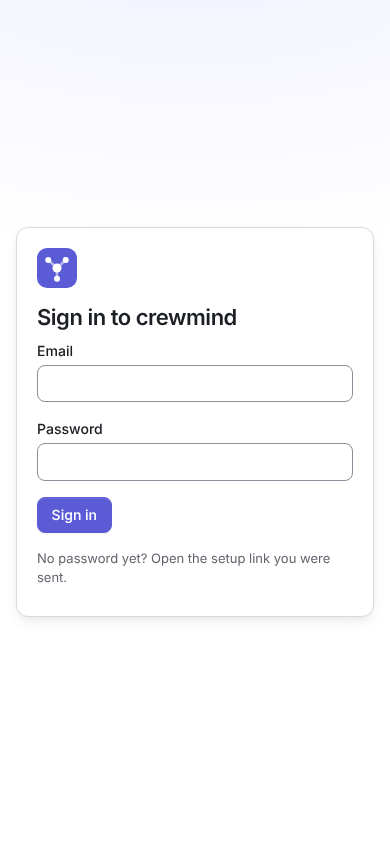 Sign in to crewmind
Email
Password
Sign in
No password yet? Open the setup link you were
sent.